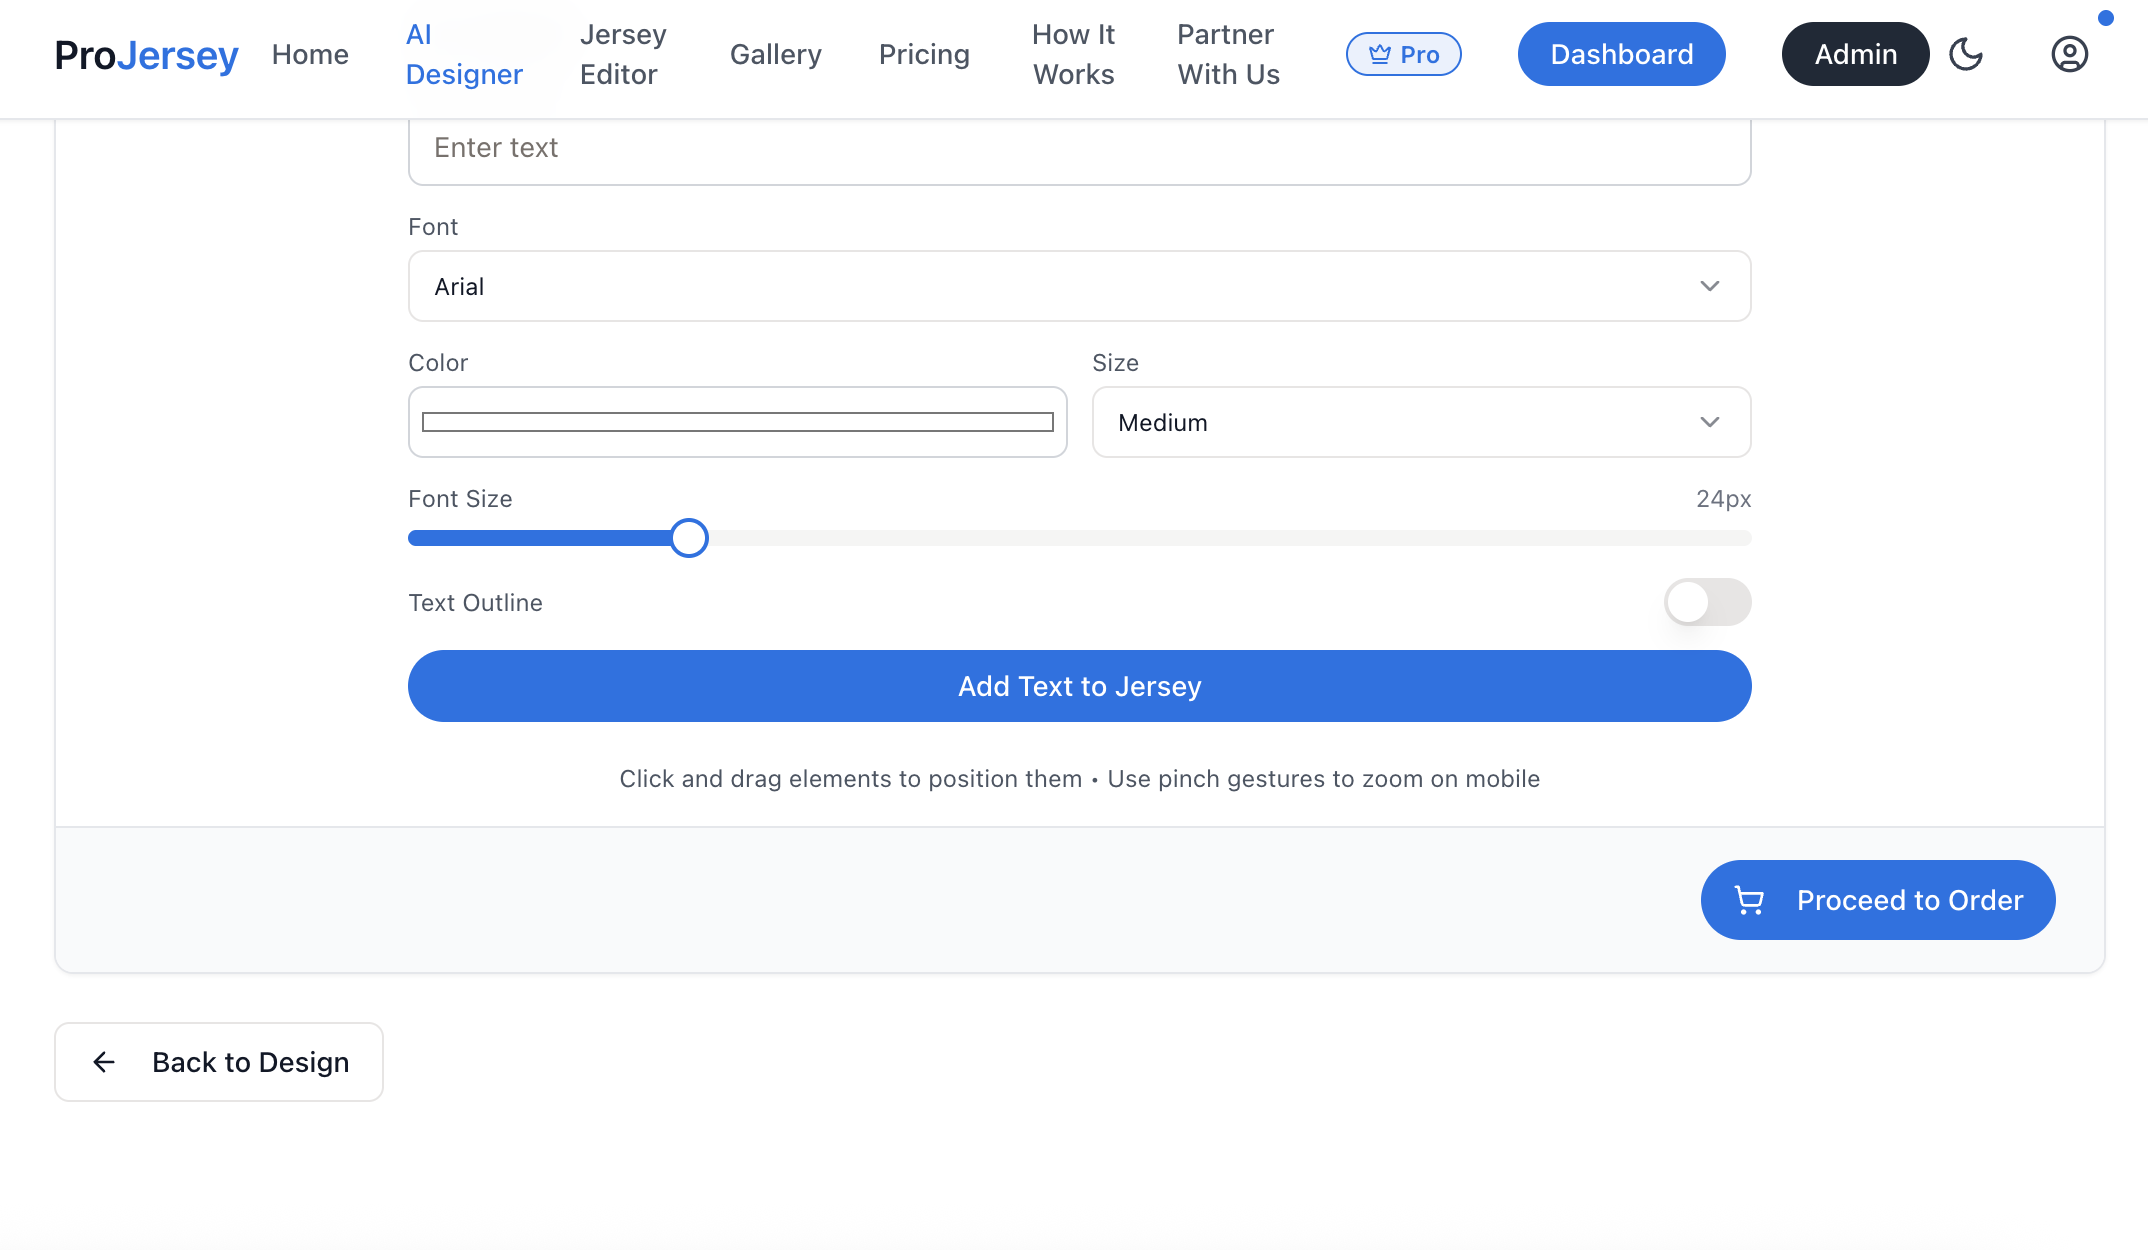 ProJersey
Home
AI
Designer
Jersey
Editor
Gallery
Pricing
How It
Works
Partner
With Us
Pro
Dashboard
Admin
Enter text
Font
Arial
Color
Size
Medium
Font Size
24px
Text Outline
Add Text to Jersey
Click and drag elements to position them • Use pinch gestures to zoom on mobile
Proceed to Order
Back to Design